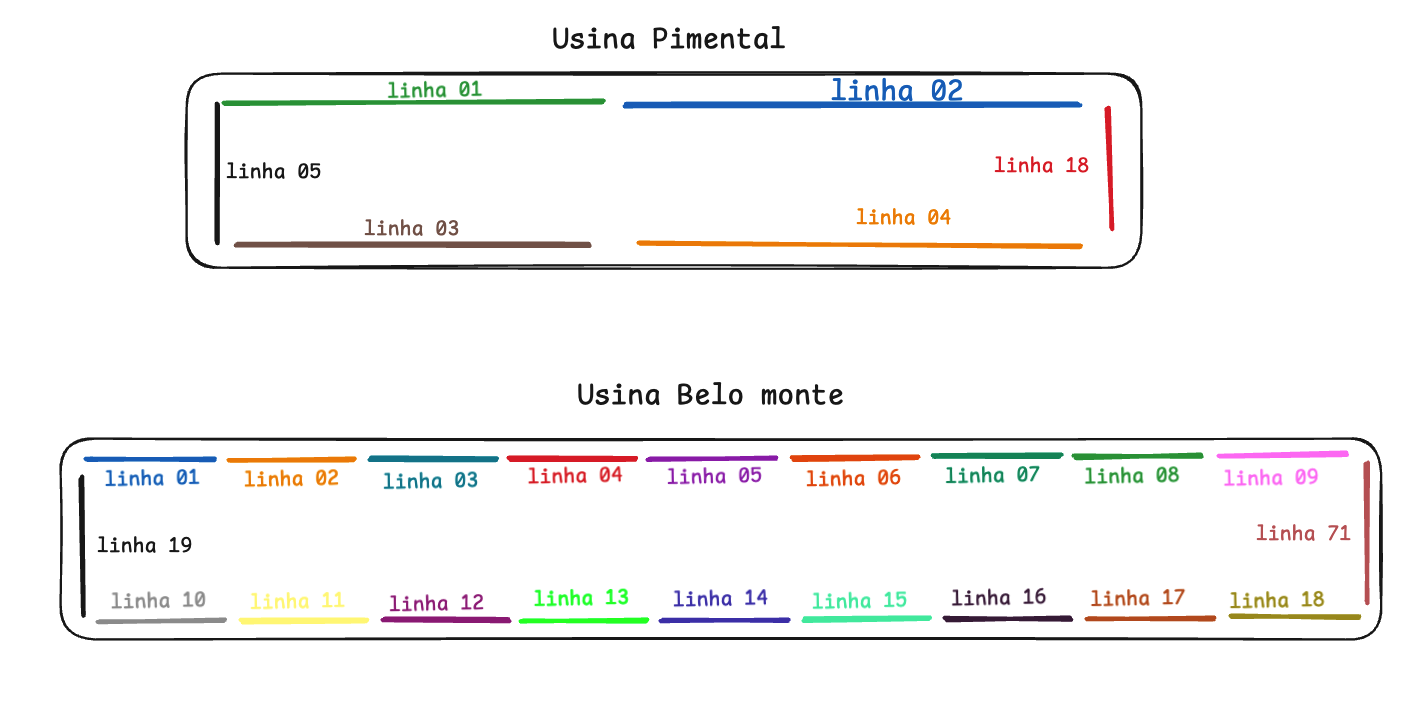 Usina Pimental
linha 01
linha 02
linha 05
linha 18
linha 03
linha 04
Usina Belo monte
linha 01
linha 02
linha 03
linha 04
linha 05
linha 06
linha 07
linha 08
linha 09
linha 19
linha 71
linha 10
linha 11
linha 12
linha 13
linha 14
linha 15
linha 16
linha 17
linha 18